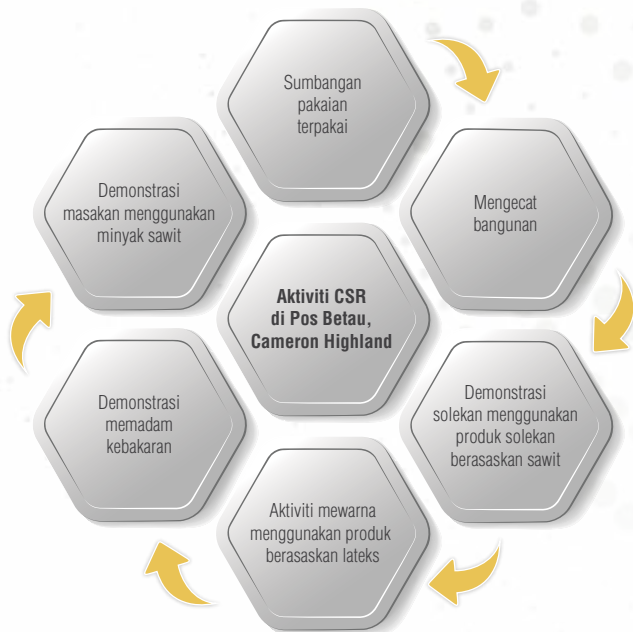 Sumbangan
pakaian
terpakai
Mengecat
bangunan
Demonstrasi
solekan menggunakan
produk solekan
berasaskan sawit
Aktiviti mewarna
menggunakan produk
berasaskan lateks
Demonstrasi
memadam
kebakaran
Demonstrasi
masakan menggunakan
minyak sawit
Aktiviti CSR
di Pos Betau,
Cameron Highland